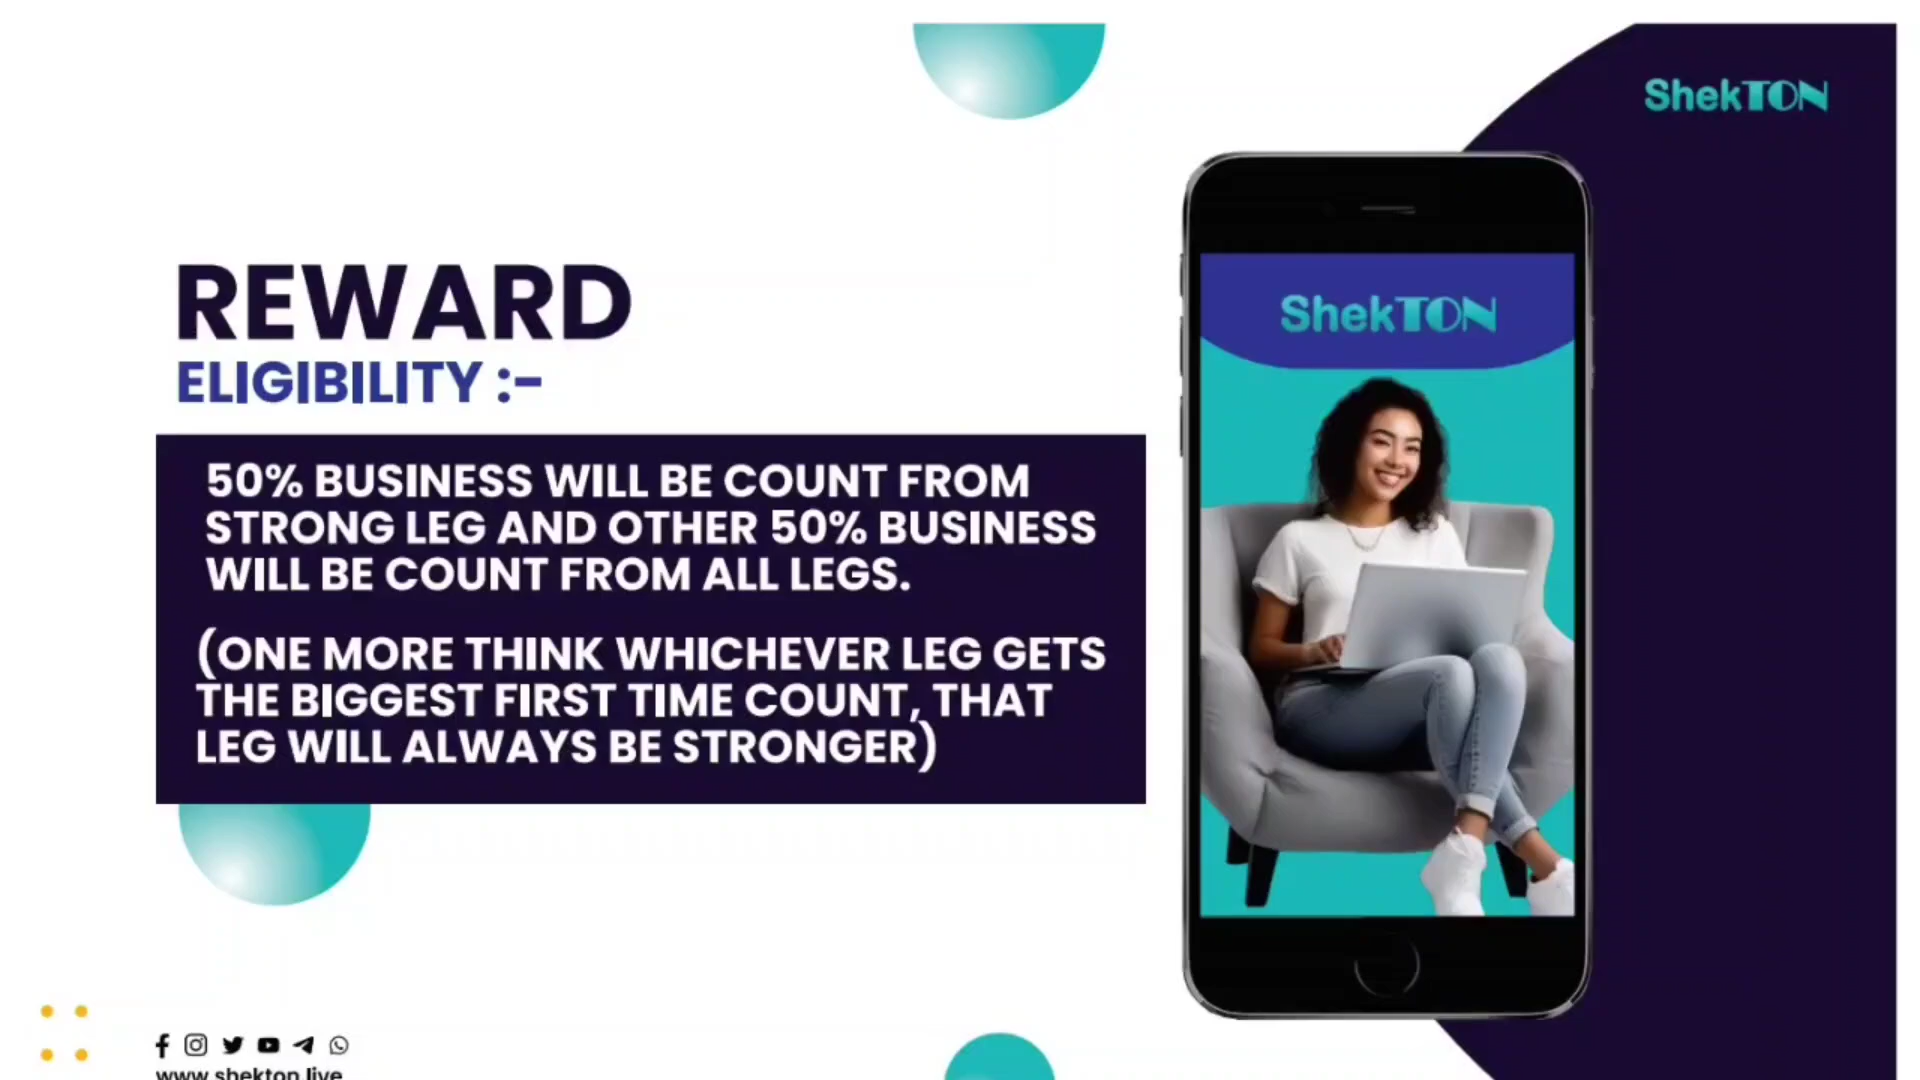 ShekTON
REWARD
ELIGIBILITY :-
50% BUSINESS WILL BE COUNT FROM
STRONG LEG AND OTHER 50% BUSINESS
WILL BE COUNT FROM ALL LEGS.
(ONE MORE THINK WHICHEVER LEG GETS
THE BIGGEST FIRST TIME COUNT, THAT
LEG WILL ALWAYS BE STRONGER)
ShekTON
www.shekton.live